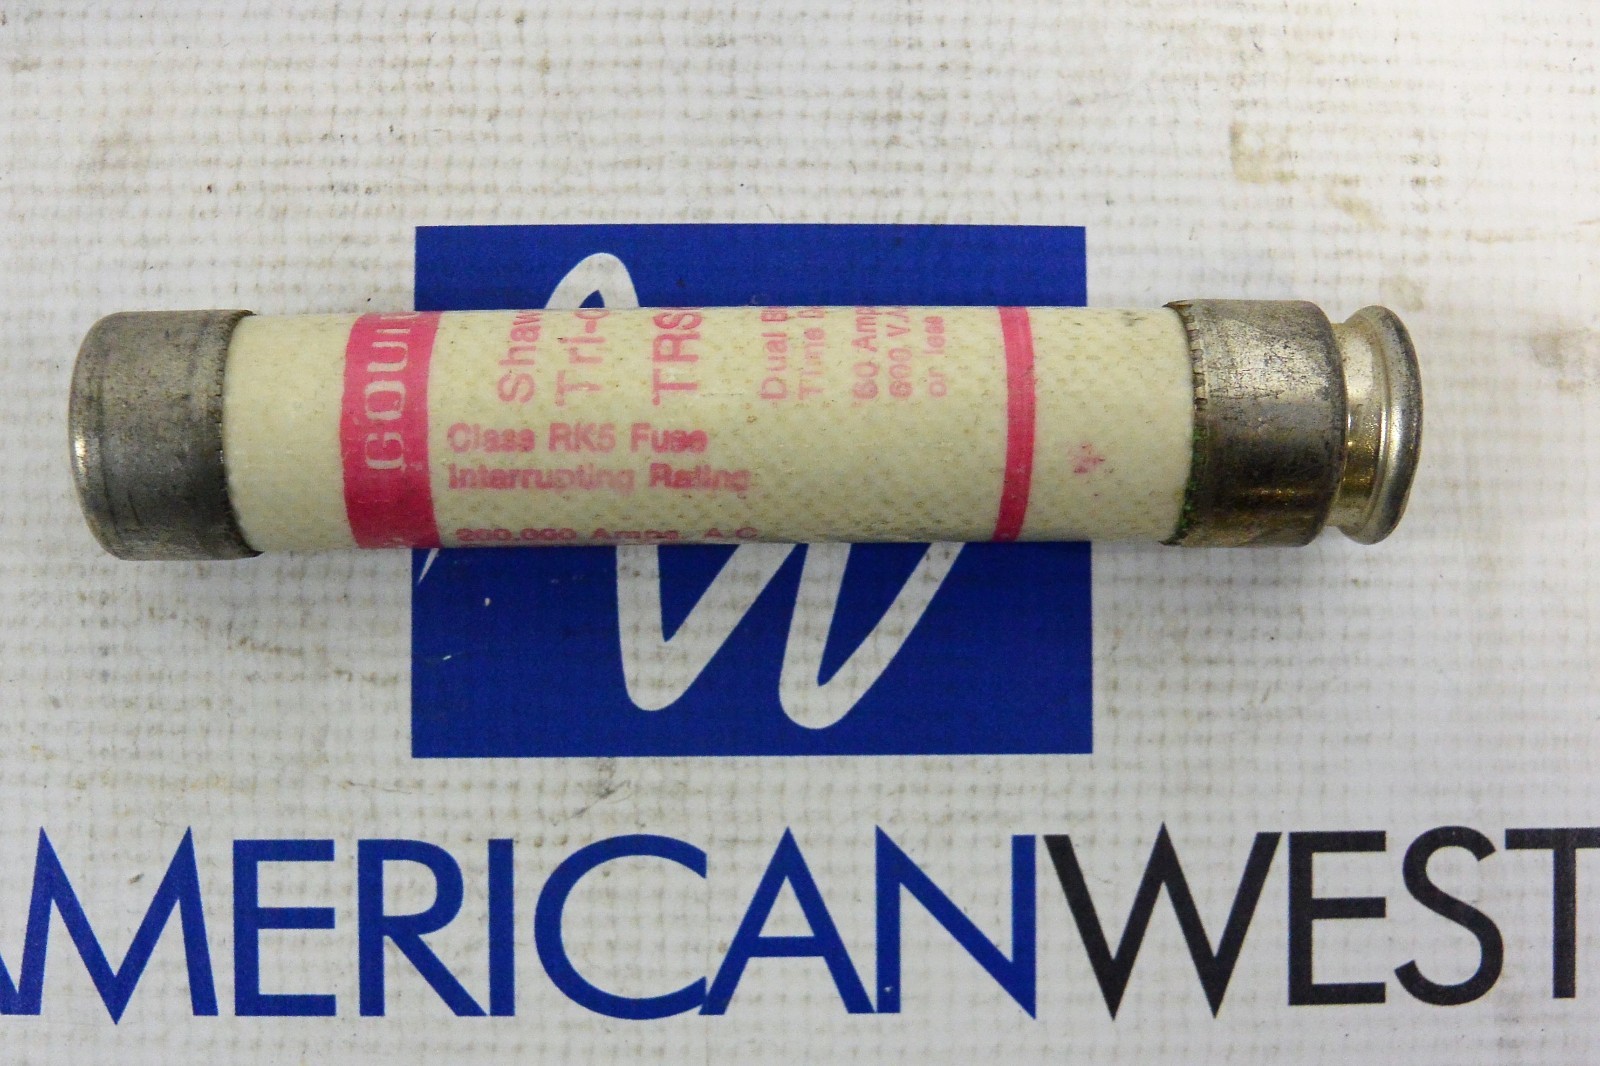 GOUL
Shaw
Tri-o
TRS
Dual
Time
60 Amp
600 V.A
or less
Class RK5 Fuse
Interrupting Rating
200,000 Amps. A.C.
AMERICANWEST